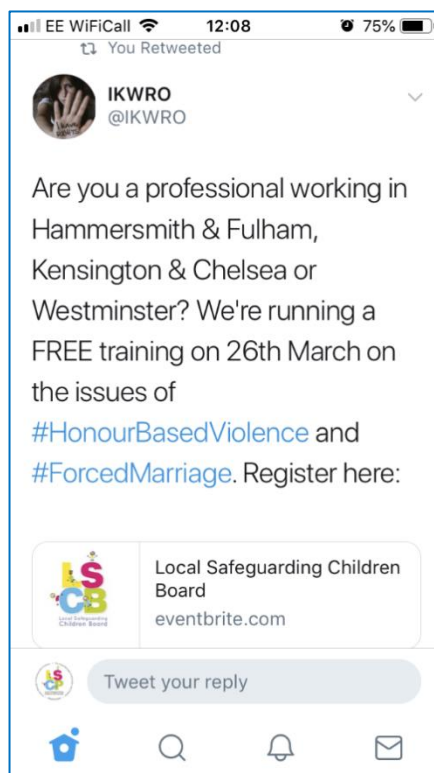 EE WiFiCall 12:08 75%
You Retweeted
IKWRO
@IKWRO
Are you a professional working in
Hammersmith & Fulham,
Kensington & Chelsea or
Westminster? We're running a
FREE training on 26th March on
the issues of
#HonourBasedViolence and
#ForcedMarriage. Register here:
LSCB
Local Safeguarding
Children Board
Local Safeguarding Children
Board
eventbrite.com
Tweet your reply